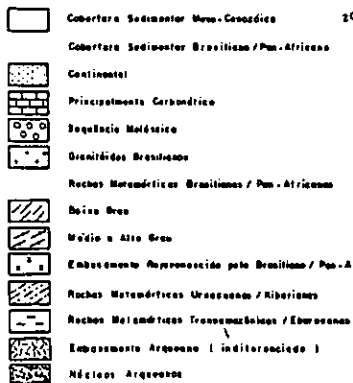 Cobertura Sedimentar Meso-Cenozóica
Cobertura Sedimentar Brasiliana / Pan-Africana
Continental
Principalmente Carbonática
Sequência Molássica
Granitóides Brasilianos
Rochas Metamórficas Brasilianas / Pan-Africanas
Baixo Grau
Médio a Alto Grau
Embasamento Rejuvenescido pelo Brasiliano / Pan-A
Rochas Metamórficas Uruaçuanas / Kibarianas
Rochas Metamórficas Transamazônicas / Eburneanas
Embasamento Arqueano ( indiferenciado )
Núcleos Arqueanos